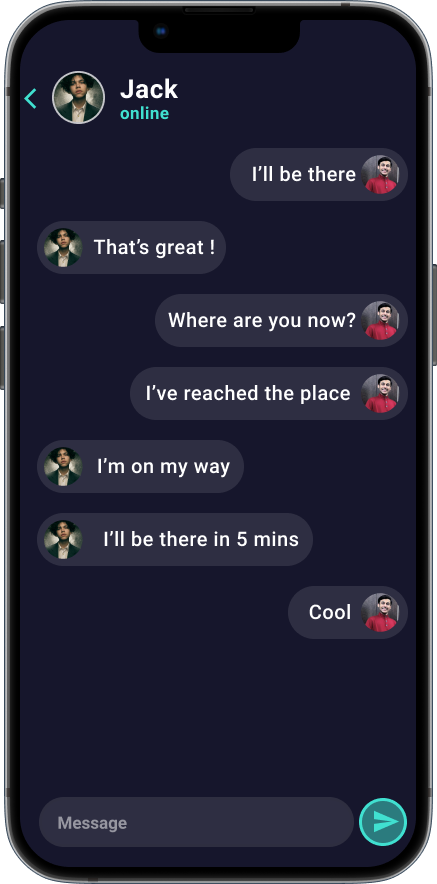 Jack
online
I’ll be there
That’s great !
Where are you now?
I’ve reached the place
I’m on my way
I’ll be there in 5 mins
Cool
Message